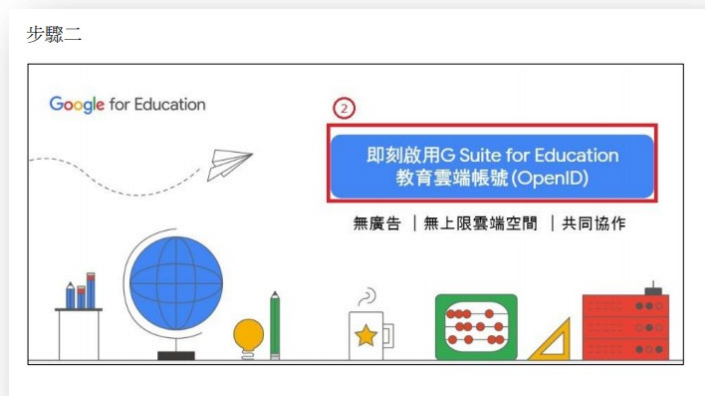 步驟二
Google for Education
②
即刻啟用G Suite for Education
教育雲端帳號(OpenID)
無廣告 | 無上限雲端空間 | 共同協作